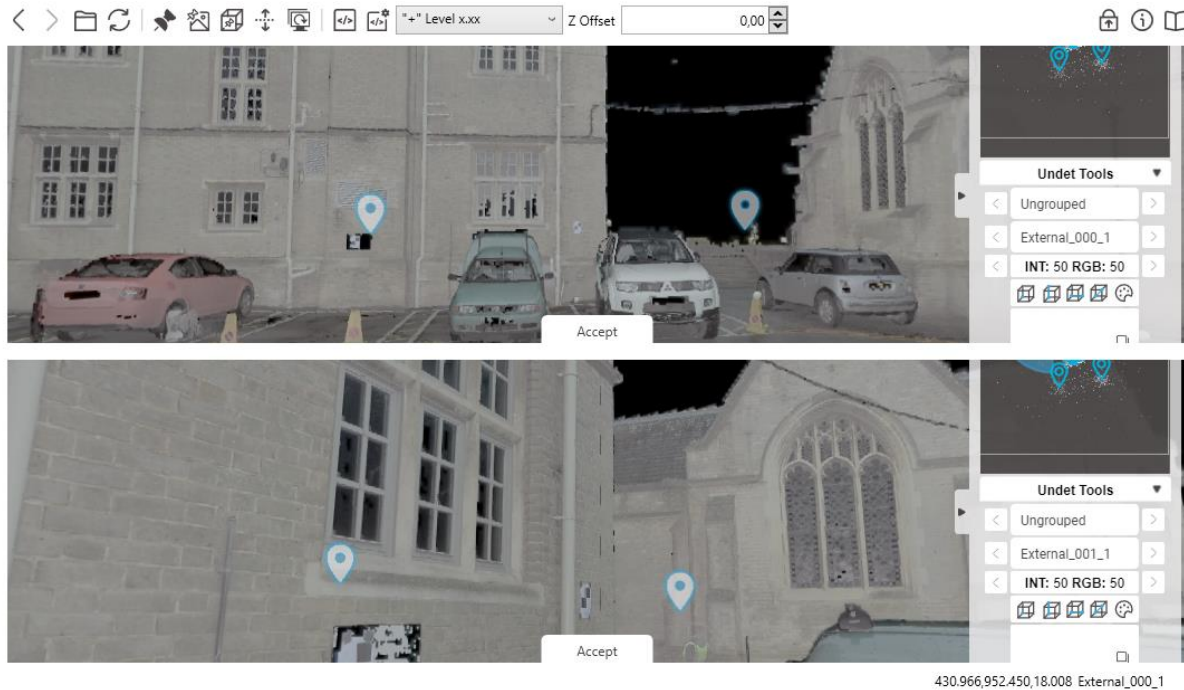 "+" Level x.xx Z Offset 0,00
Undet Tools
Ungrouped
External_000_1
INT: 50 RGB: 50
Accept
Undet Tools
Ungrouped
External_001_1
INT: 50 RGB: 50
Accept
430.966,952.450,18.008 External_000_1